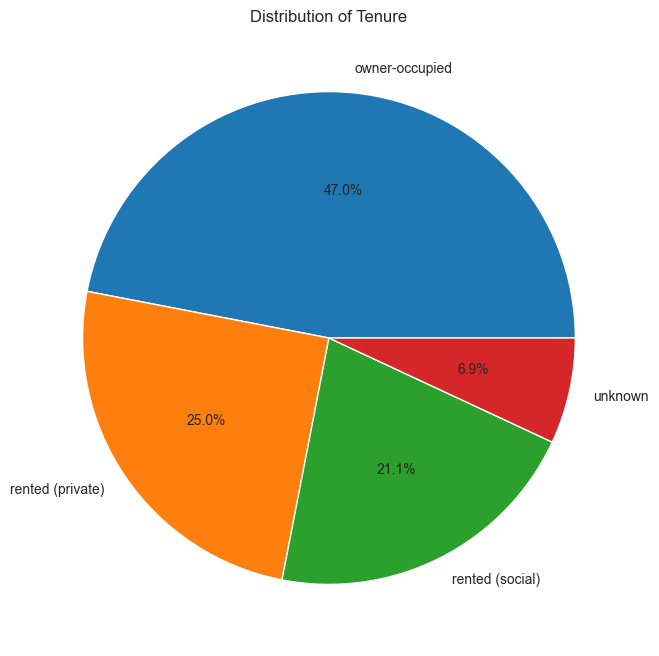 Distribution of Tenure
owner-occupied
47.0%
6.9%
unknown
25.0%
21.1%
rented (private)
rented (social)